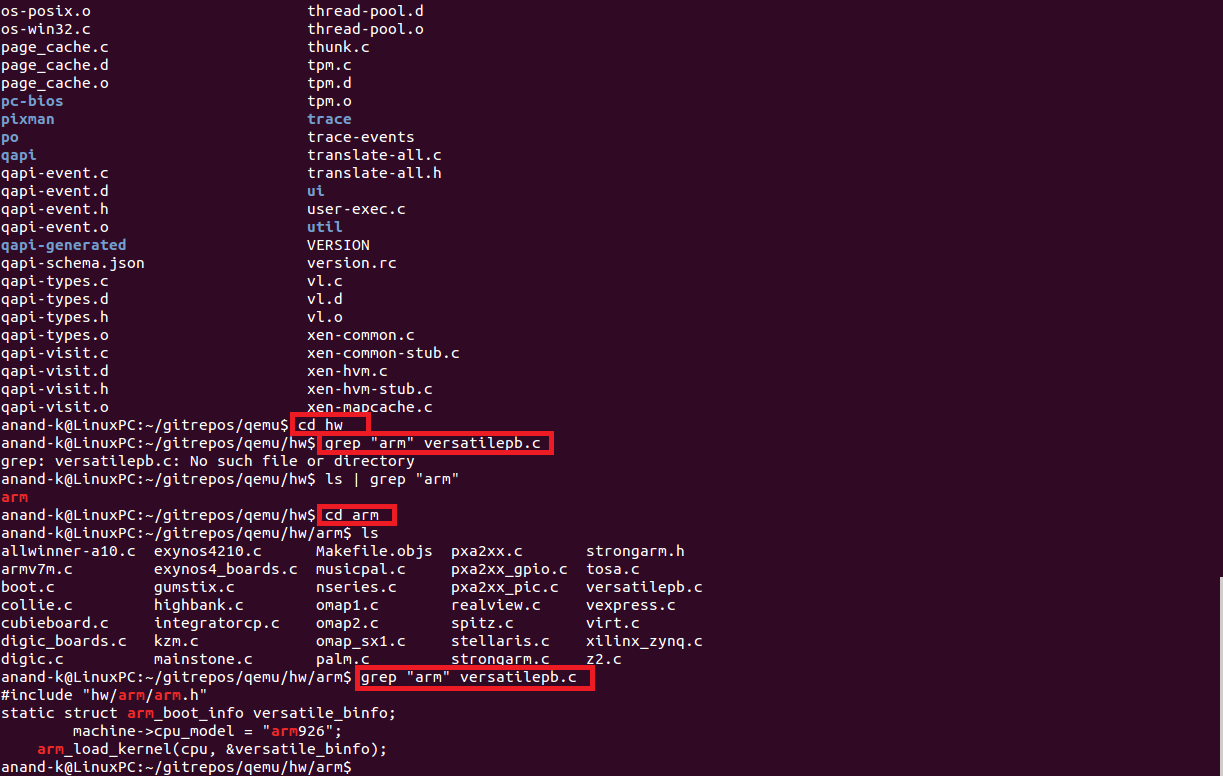 os-posix.o thread-pool.d
os-win32.c thread-pool.o
page_cache.c thunk.c
page_cache.d tpm.c
page_cache.o tpm.d
pc-bios tpm.o
pixman trace
po trace-events
qapi translate-all.c
qapi-event.c translate-all.h
qapi-event.d ui
qapi-event.h user-exec.c
qapi-event.o util
qapi-generated VERSION
qapi-schema.json version.rc
qapi-types.c vl.c
qapi-types.d vl.d
qapi-types.h vl.o
qapi-types.o xen-common.c
qapi-visit.c xen-common-stub.c
qapi-visit.d xen-hvm.c
qapi-visit.h xen-hvm-stub.c
qapi-visit.o xen-mapcache.c
anand-k@LinuxPC:~/gitrepos/qemu$ cd hw
anand-k@LinuxPC:~/gitrepos/qemu/hw$ grep "arm" versatilepb.c
grep: versatilepb.c: No such file or directory
anand-k@LinuxPC:~/gitrepos/qemu/hw$ ls | grep "arm"
arm
anand-k@LinuxPC:~/gitrepos/qemu/hw$ cd arm
anand-k@LinuxPC:~/gitrepos/qemu/hw/arm$ ls
allwinner-a10.c exynos4210.c Makefile.objs pxa2xx.c strongarm.h
armv7m.c exynos4_boards.c musicpal.c pxa2xx_gpio.c tosa.c
boot.c gumstix.c nseries.c pxa2xx_pic.c versatilepb.c
collie.c highbank.c omap1.c realview.c vexpress.c
cubieboard.c integratorcp.c omap2.c spitz.c virt.c
digic_boards.c kzm.c omap_sx1.c stellaris.c xilinx_zynq.c
digic.c mainstone.c palm.c strongarm.c z2.c
anand-k@LinuxPC:~/gitrepos/qemu/hw/arm$ grep "arm" versatilepb.c
#include "hw/arm/arm.h"
static struct arm_boot_info versatile_binfo;
machine->cpu_model = "arm926";
arm_load_kernel(cpu, &versatile_binfo);
anand-k@LinuxPC:~/gitrepos/qemu/hw/arm$